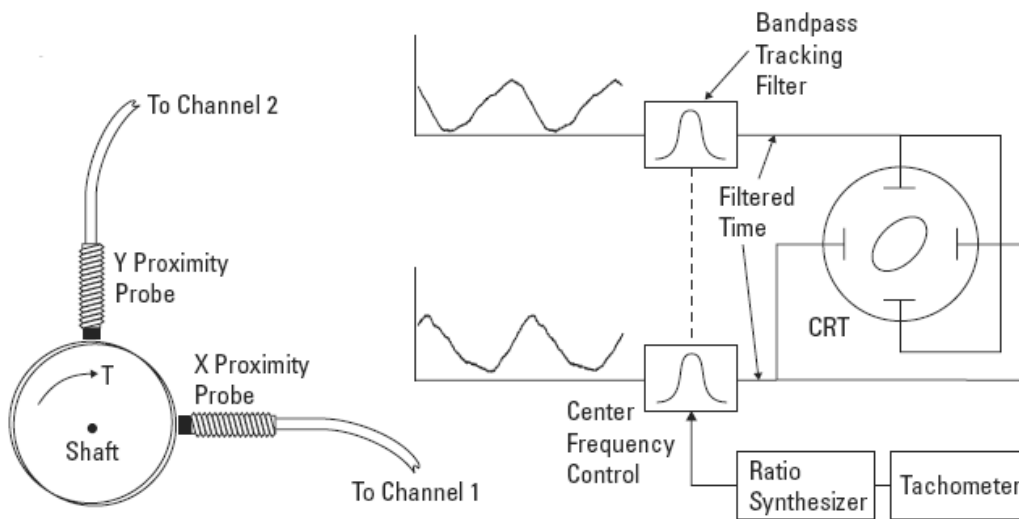 To Channel 2
Y Proximity
Probe
X Proximity
Probe
T
Shaft
To Channel 1
Bandpass
Tracking
Filter
Filtered
Time
CRT
Center
Frequency
Control
Ratio
Synthesizer
Tachometer